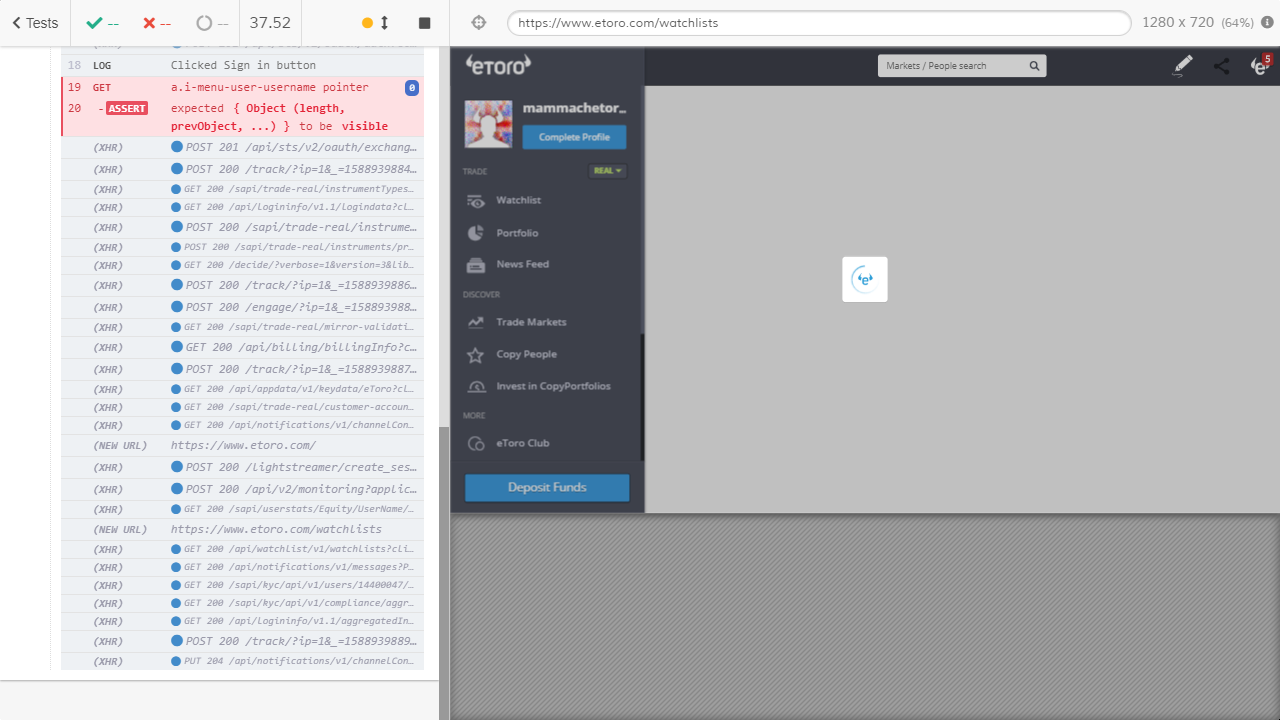 Tests
--
--
--
37.52
https://www.etoro.com/watchlists
1280 x 720 (64%)
18 LOG Clicked Sign in button
19 GET a.i-menu-user-username pointer 0
20 -ASSERT expected { Object (length,
prevObject, ...) } to be visible
(XHR) POST 201 /api/sts/v2/oauth/exchang…
(XHR) POST 200 /track/?ip=1&_=1588939884…
(XHR) GET 200 /sapi/trade-real/instrumentTypes…
(XHR) GET 200 /api/logininfo/v1.1/logindata?cl…
(XHR) POST 200 /sapi/trade-real/instrume…
(XHR) POST 200 /sapi/trade-real/instruments/pr…
(XHR) GET 200 /decide/?verbose=1&version=3&lib…
(XHR) POST 200 /track/?ip=1&_=1588939886…
(XHR) POST 200 /engage/?ip=1&_=158893988…
(XHR) GET 200 /sapi/trade-real/mirror-validati…
(XHR) GET 200 /api/billing/billingInfo?c…
(XHR) POST 200 /track/?ip=1&_=1588939887…
(XHR) GET 200 /api/appdata/v1/keydata/eToro?cl…
(XHR) GET 200 /sapi/trade-real/customer-accoun…
(XHR) GET 200 /api/notifications/v1/channelCon…
(NEW URL) https://www.etoro.com/
(XHR) POST 200 /lightstreamer/create_ses…
(XHR) POST 200 /api/v2/monitoring?applic…
(XHR) GET 200 /sapi/userstats/Equity/UserName/…
(NEW URL) https://www.etoro.com/watchlists
(XHR) GET 200 /api/watchlist/v1/watchlists?cli…
(XHR) GET 200 /api/notifications/v1/messages?P…
(XHR) GET 200 /sapi/kyc/api/v1/users/14400047/…
(XHR) GET 200 /sapi/kyc/api/v1/compliance/aggr…
(XHR) GET 200 /api/logininfo/v1.1/aggregatedIn…
(XHR) POST 200 /track/?ip=1&_=1588939889…
(XHR) PUT 204 /api/notifications/v1/channelCon…
eToro
Markets / People search
5
mammachetor…
Complete Profile
TRADE
REAL
Watchlist
Portfolio
News Feed
DISCOVER
Trade Markets
Copy People
Invest in CopyPortfolios
MORE
eToro Club
Deposit Funds